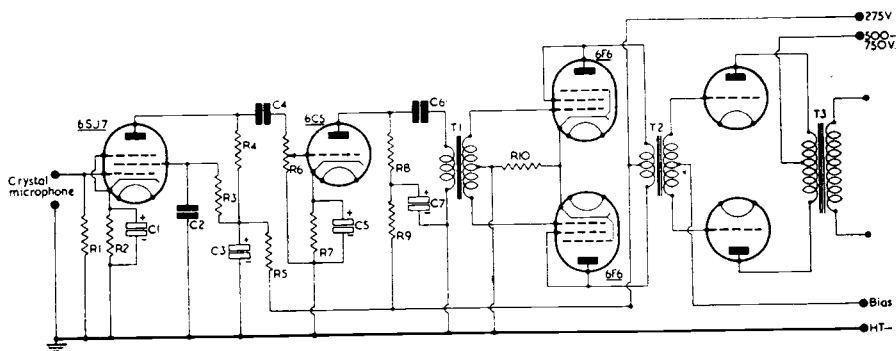 275V
500-
750V.
6F6
C4
C6
6SJ7
6C5
T1
T2
T3
R4
R6
R8
R10
Crystal
microphone
R3
C2
C7
R1
R2
C1
C3
R5
R7
C5
R9
6F6
Bias
HT-